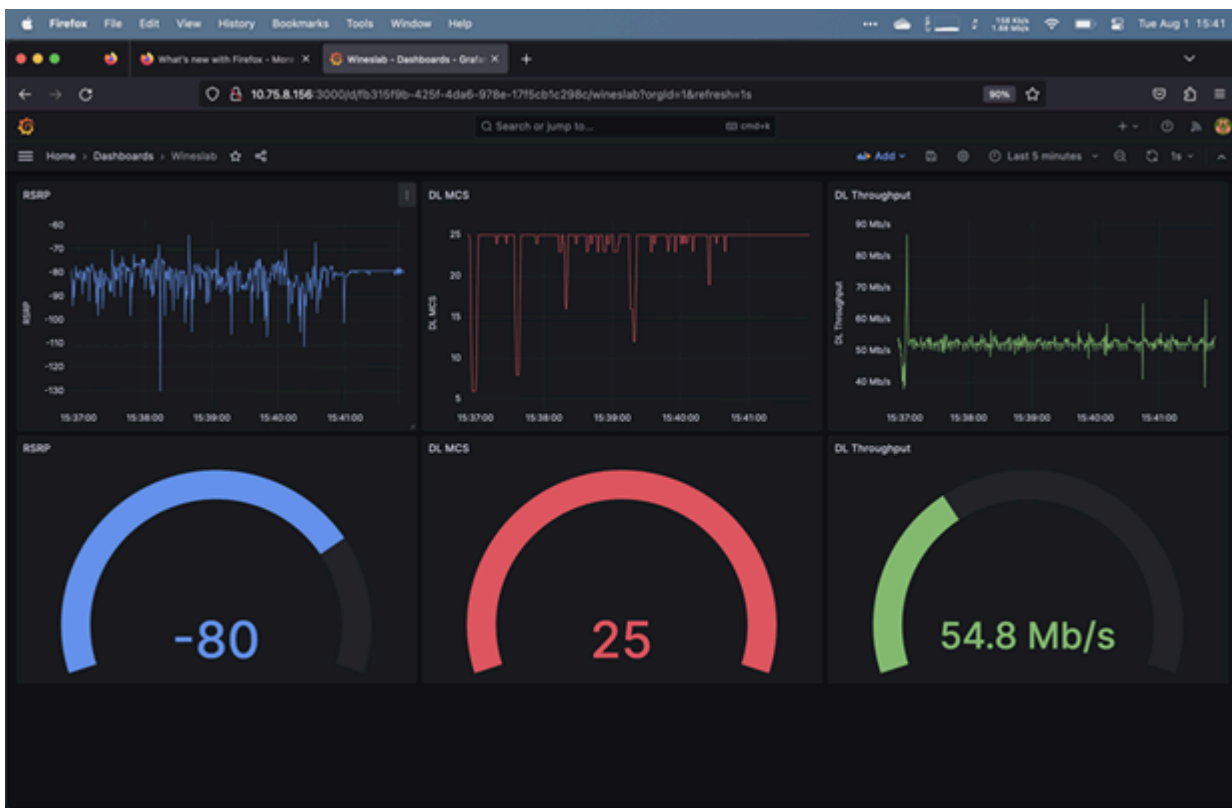 Firefox File Edit View History Bookmarks Tools Window Help
158 Kb/s
1.68 Mb/s
Tue Aug 1 15:41
What's new with Firefox - More
Wineslab - Dashboards - Grafa
10.75.8.156:3000/d/fb315f9b-425f-4da6-978e-17f5cb1c298c/wineslab?orgId=1&refresh=1s
90%
Search or jump to...
cmd+k
Home › Dashboards › Wineslab
Add
Last 5 minutes
1s
RSRP
-60
-70
-80
-90
-100
-110
-120
-130
RSRP
15:37:00 15:38:00 15:39:00 15:40:00 15:41:00
DL MCS
25
20
15
10
5
DL MCS
15:37:00 15:38:00 15:39:00 15:40:00 15:41:00
DL Throughput
90 Mb/s
80 Mb/s
70 Mb/s
60 Mb/s
50 Mb/s
40 Mb/s
DL Throughput
15:37:00 15:38:00 15:39:00 15:40:00 15:41:00
RSRP
-80
DL MCS
25
DL Throughput
54.8 Mb/s